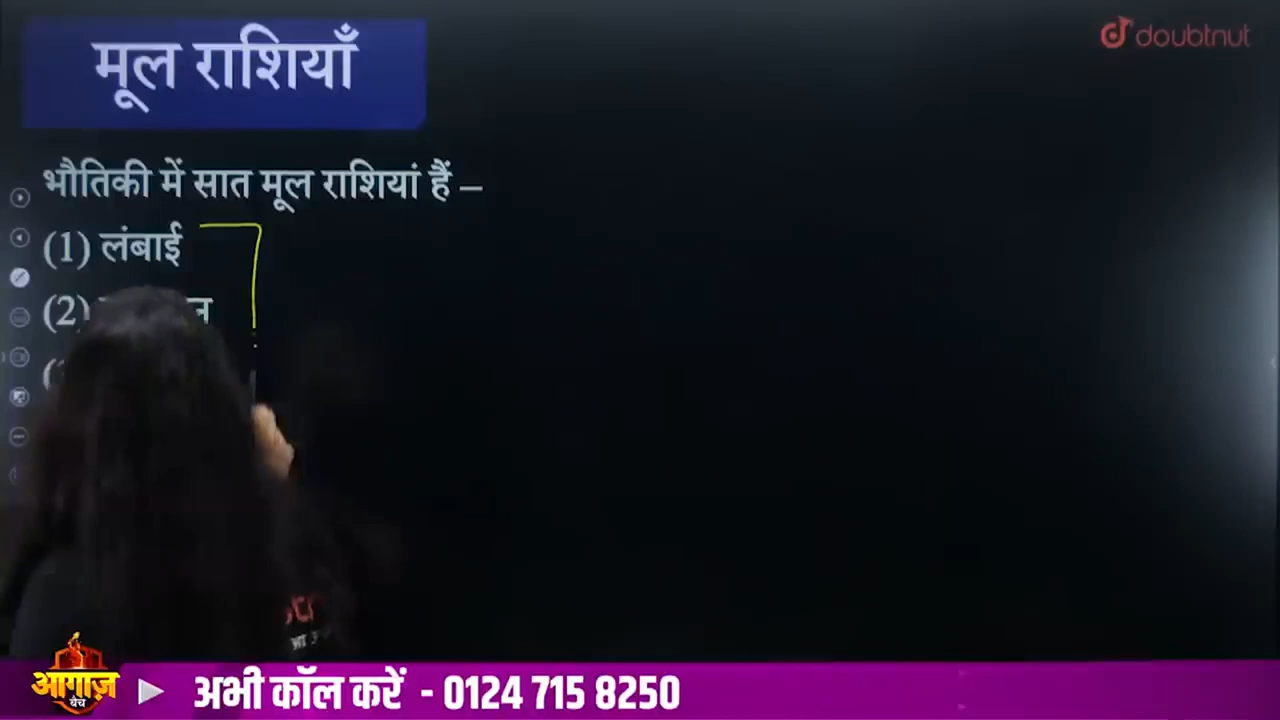 मूल राशियाँ
doubtnut
भौतिकी में सात मूल राशियां हैं –
(1) लंबाई
(2)
आगाज़
बैच
अभी कॉल करें - 0124 715 8250